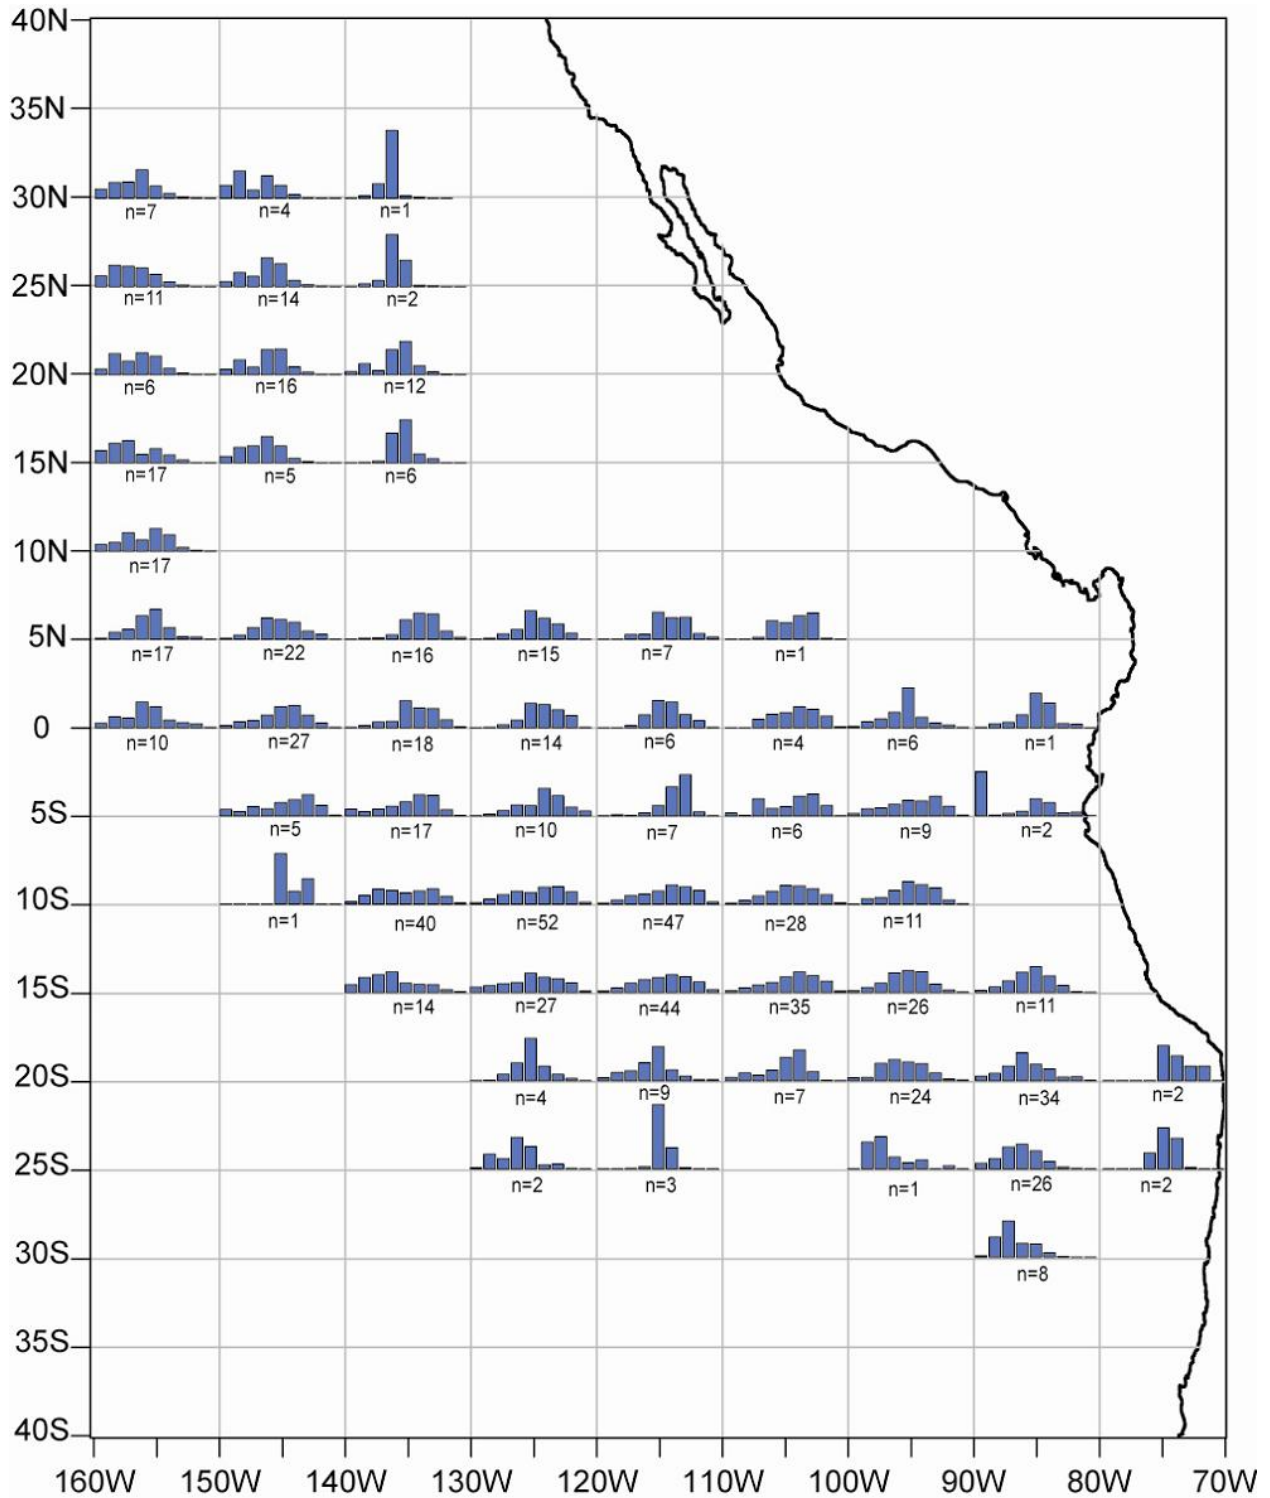 40N
35N
30N
n=7 n=4 n=1
25N
n=11 n=14 n=2
20N
n=6 n=16 n=12
15N
n=17 n=5 n=6
10N
n=17
5N
n=17 n=22 n=16 n=15 n=7 n=1
0
n=10 n=27 n=18 n=14 n=6 n=4 n=6 n=1
5S
n=5 n=17 n=10 n=7 n=6 n=9 n=2
10S
n=1 n=40 n=52 n=47 n=28 n=11
15S
n=14 n=27 n=44 n=35 n=26 n=11
20S
n=4 n=9 n=7 n=24 n=34 n=2
25S
n=2 n=3 n=1 n=26 n=2
30S
n=8
35S
40S
160W 150W 140W 130W 120W 110W 100W 90W 80W 70W